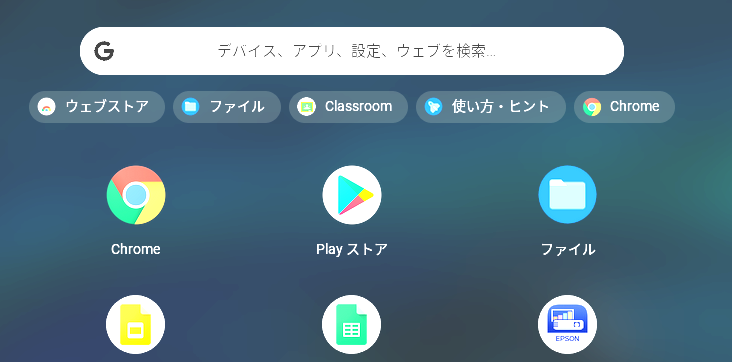 デバイス、アプリ、設定、ウェブを検索...
ウェブストア
ファイル
Classroom
使い方・ヒント
Chrome
Chrome
Play ストア
ファイル
EPSON